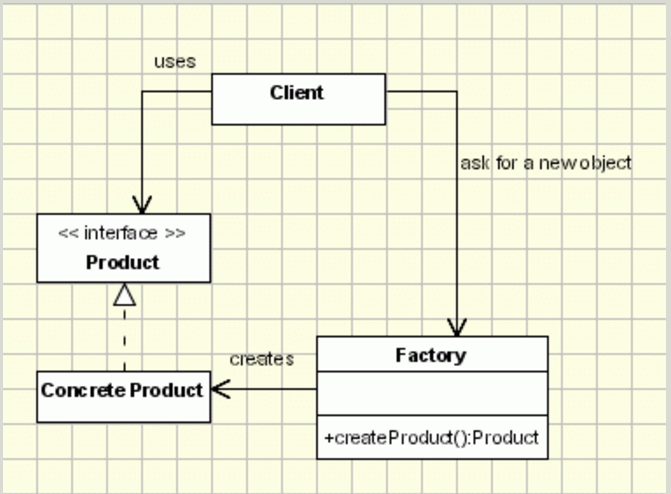 uses
Client
ask for a new object
<< interface >>
Product
creates
Factory
Concrete Product
+createProduct():Product